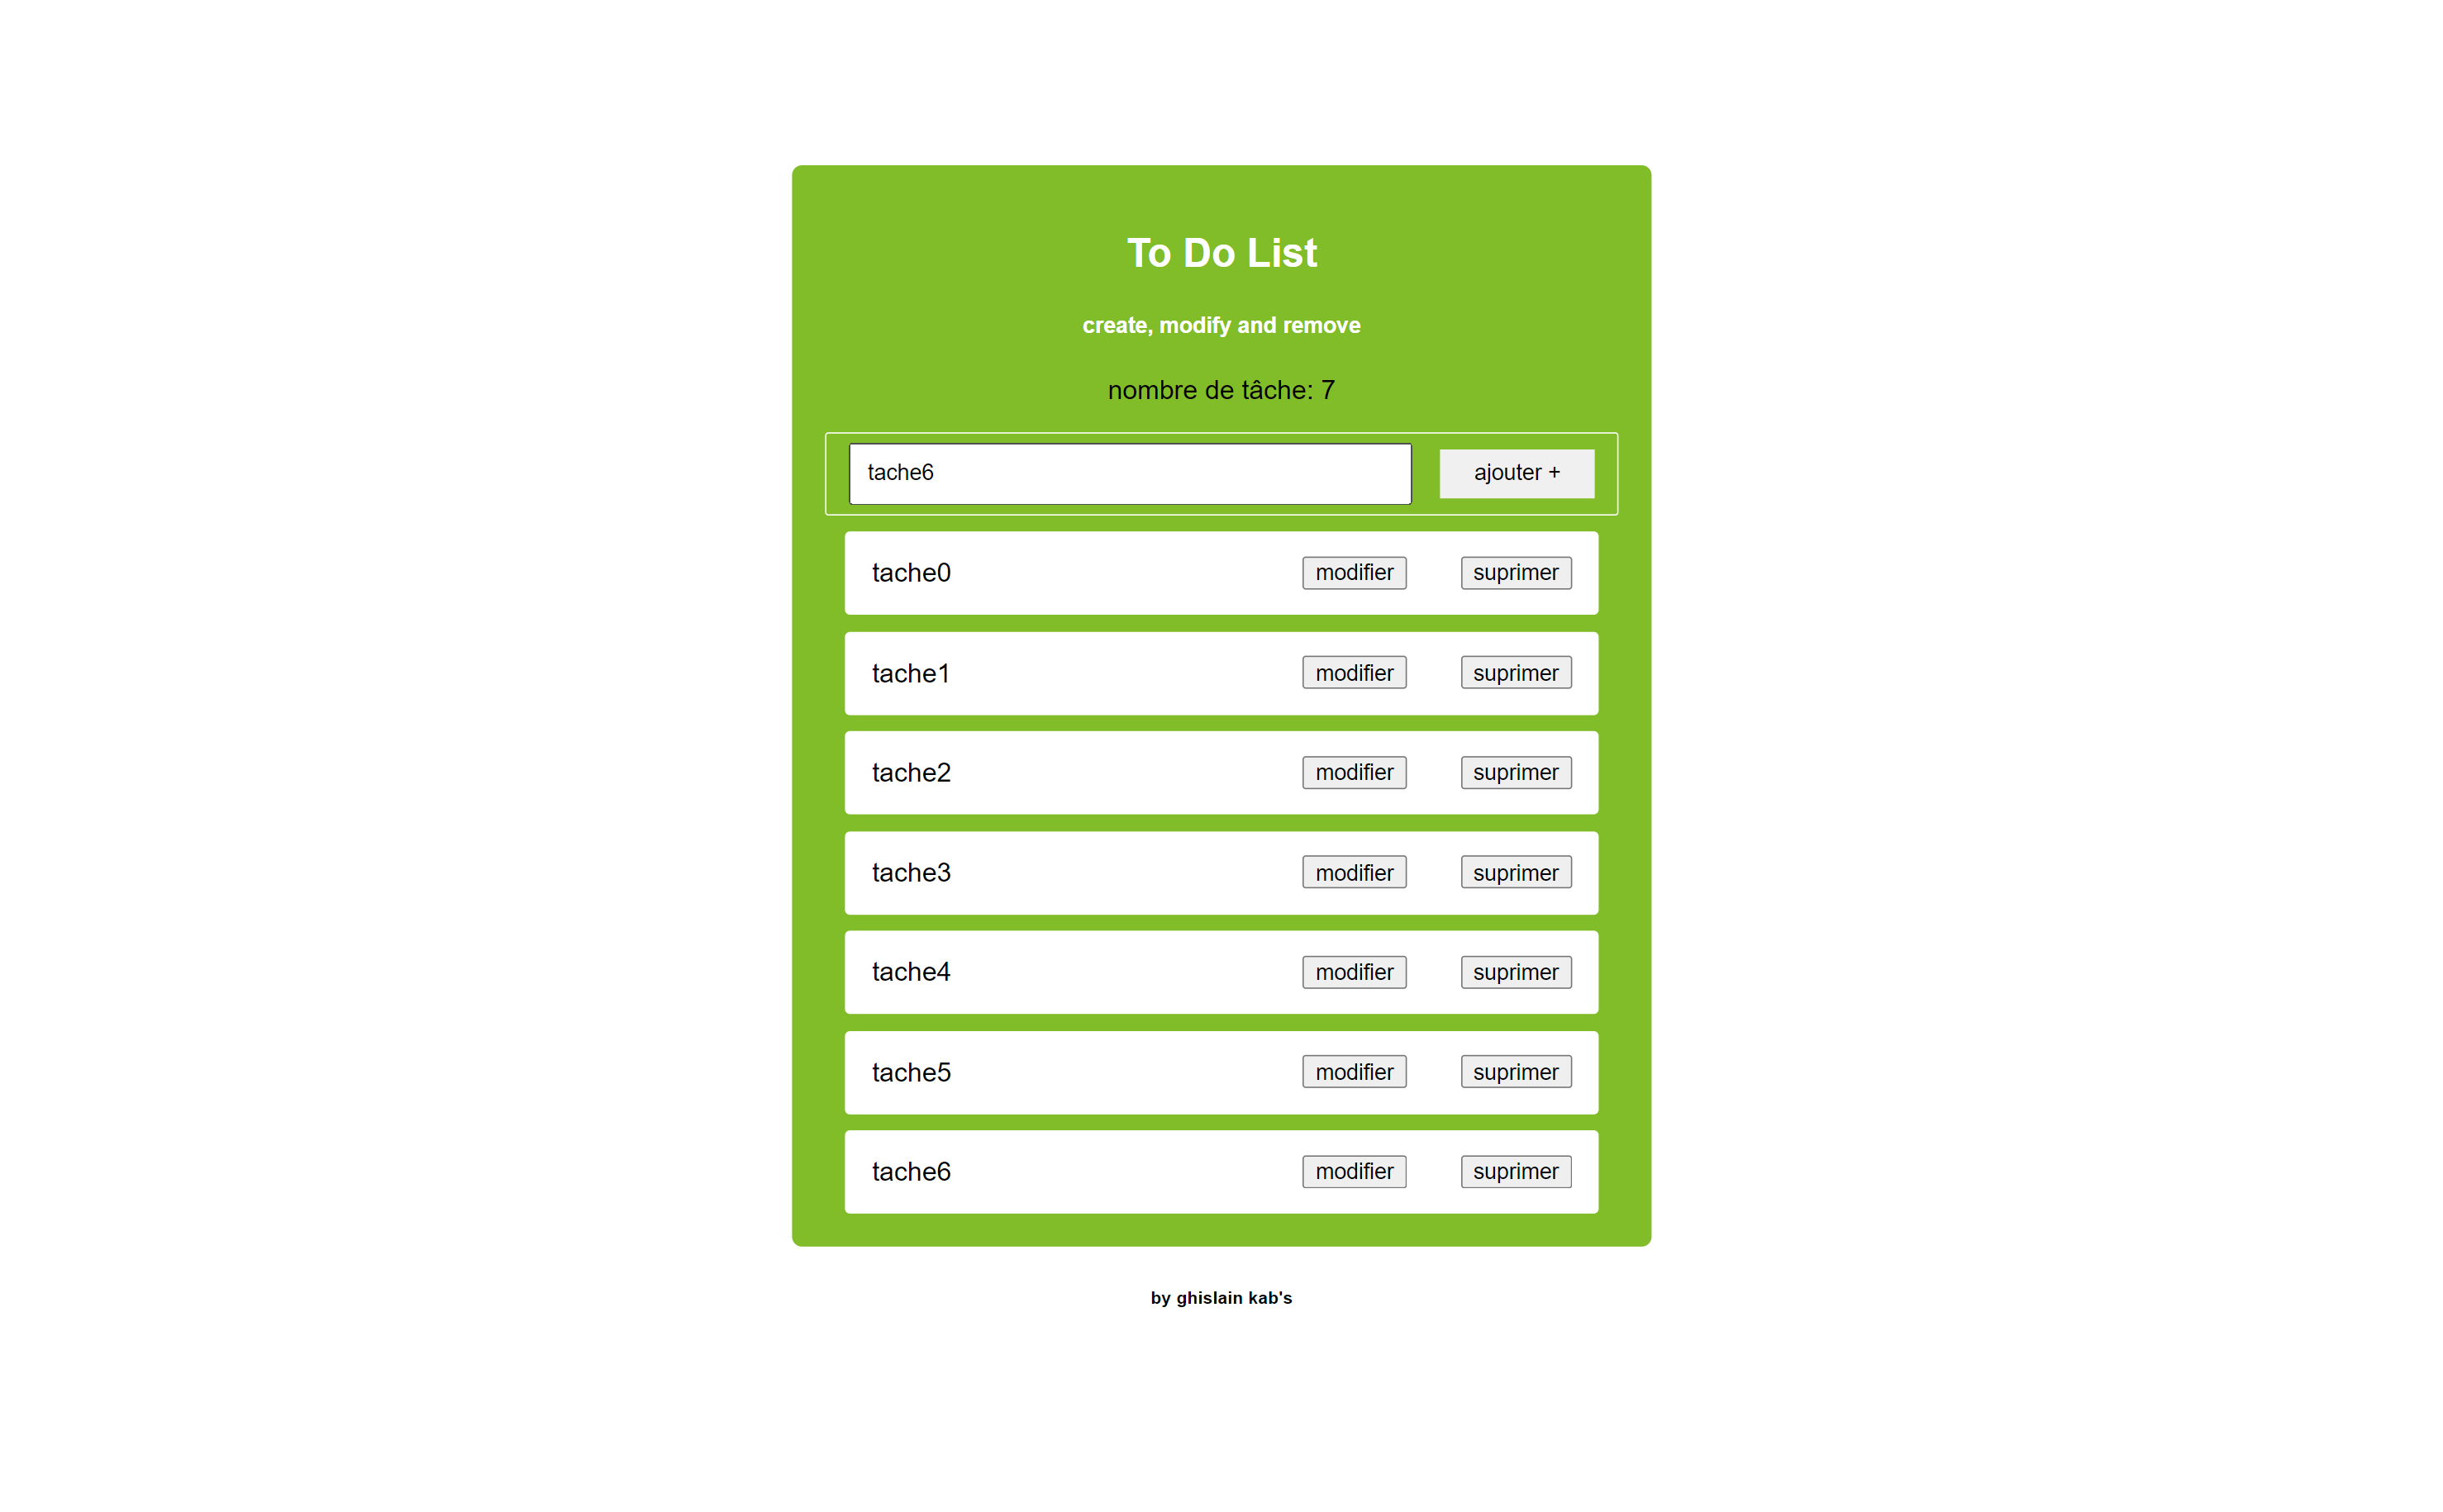 To Do List
create, modify and remove
nombre de tâche: 7
tache6 ajouter +
tache0 modifier suprimer
tache1 modifier suprimer
tache2 modifier suprimer
tache3 modifier suprimer
tache4 modifier suprimer
tache5 modifier suprimer
tache6 modifier suprimer
by ghislain kab's